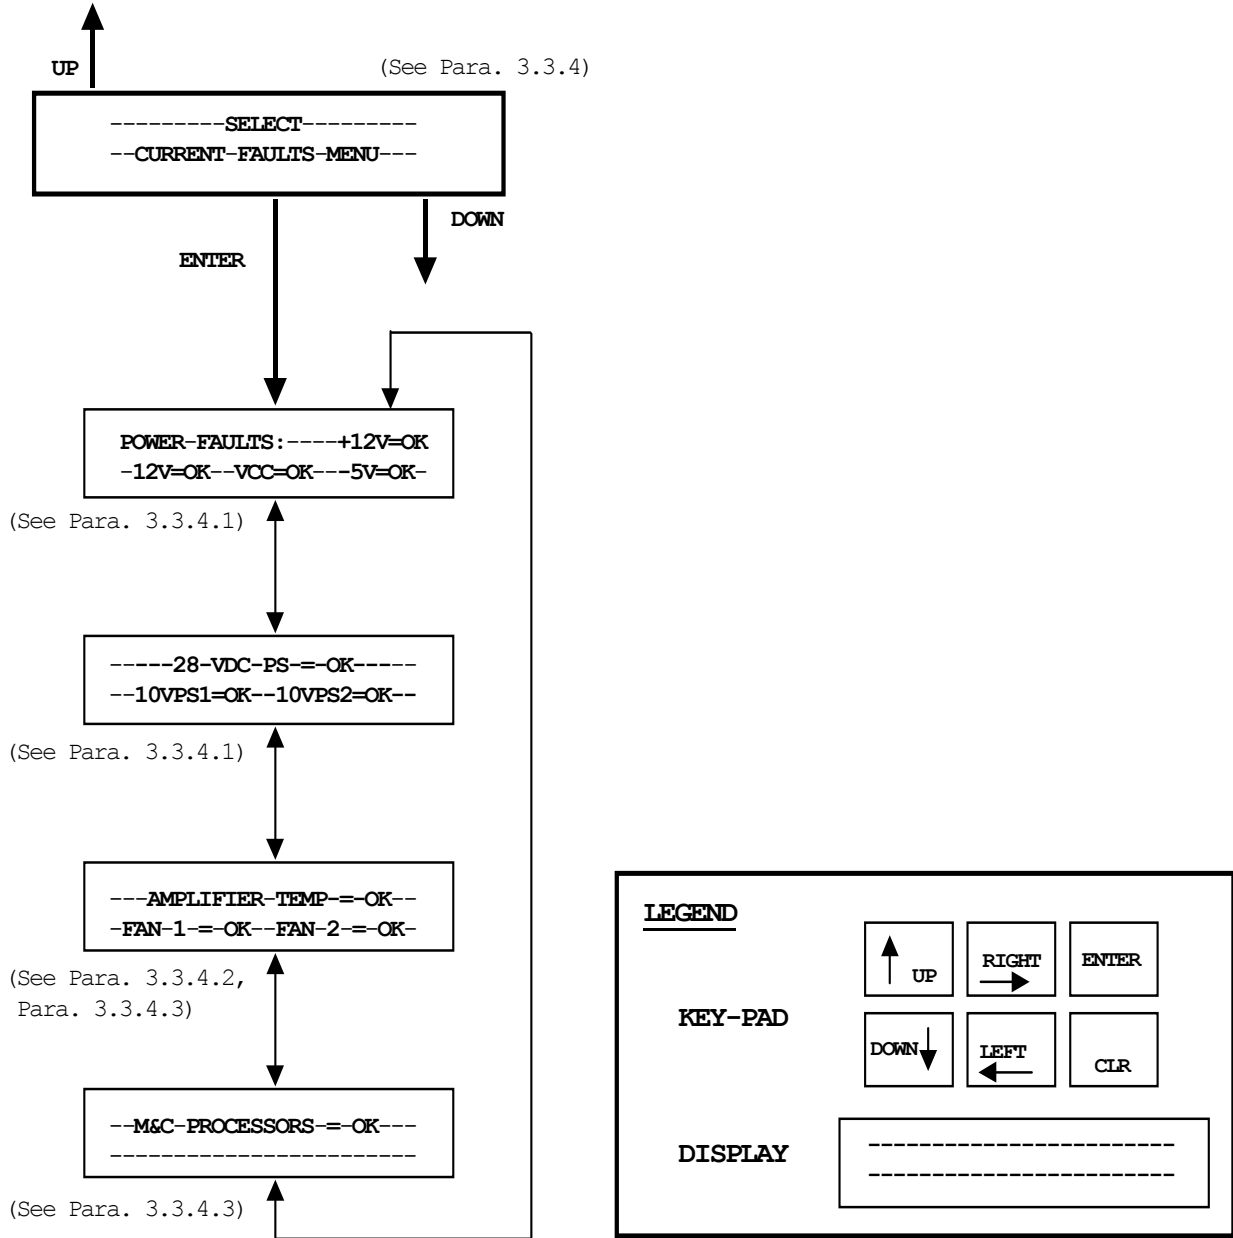 UP
(See Para. 3.3.4)
---------SELECT---------
--CURRENT-FAULTS-MENU---
DOWN
ENTER
POWER-FAULTS:----+12V=OK
-12V=OK--VCC=OK---5V=OK-
(See Para. 3.3.4.1)
-----28-VDC-PS-=-OK-----
--10VPS1=OK--10VPS2=OK--
(See Para. 3.3.4.1)
---AMPLIFIER-TEMP-=-OK--
-FAN-1-=-OK--FAN-2-=-OK-
(See Para. 3.3.4.2,
Para. 3.3.4.3)
--M&C-PROCESSORS-=-OK---
------------------------
(See Para. 3.3.4.3)
LEGEND
KEY-PAD
UP
RIGHT
ENTER
DOWN
LEFT
CLR
DISPLAY
------------------------
------------------------